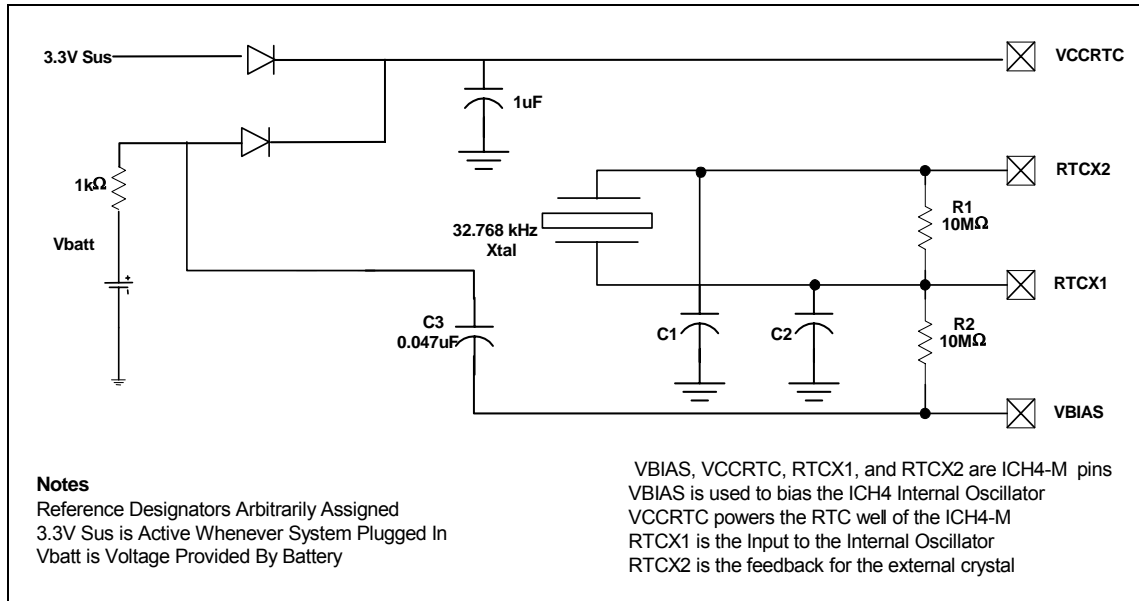 3.3V Sus
VCCRTC
1uF
RTCX2
1kΩ
R1
10MΩ
32.768 kHz
Xtal
Vbatt
+
-
RTCX1
C3
0.047uF
C1
C2
R2
10MΩ
VBIAS
Notes
Reference Designators Arbitrarily Assigned
3.3V Sus is Active Whenever System Plugged In
Vbatt is Voltage Provided By Battery
VBIAS, VCCRTC, RTCX1, and RTCX2 are ICH4-M pins
VBIAS is used to bias the ICH4 Internal Oscillator
VCCRTC powers the RTC well of the ICH4-M
RTCX1 is the Input to the Internal Oscillator
RTCX2 is the feedback for the external crystal